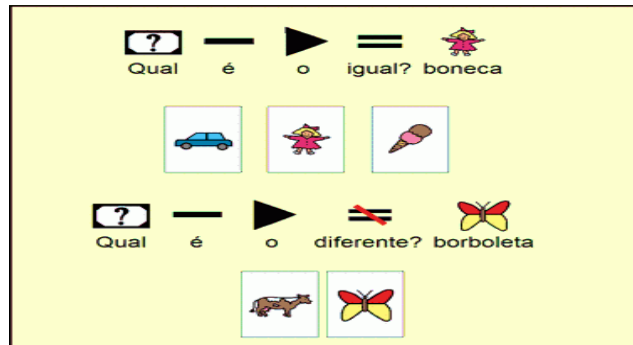 ?
Qual é o igual? boneca
?
Qual é o diferente? borboleta